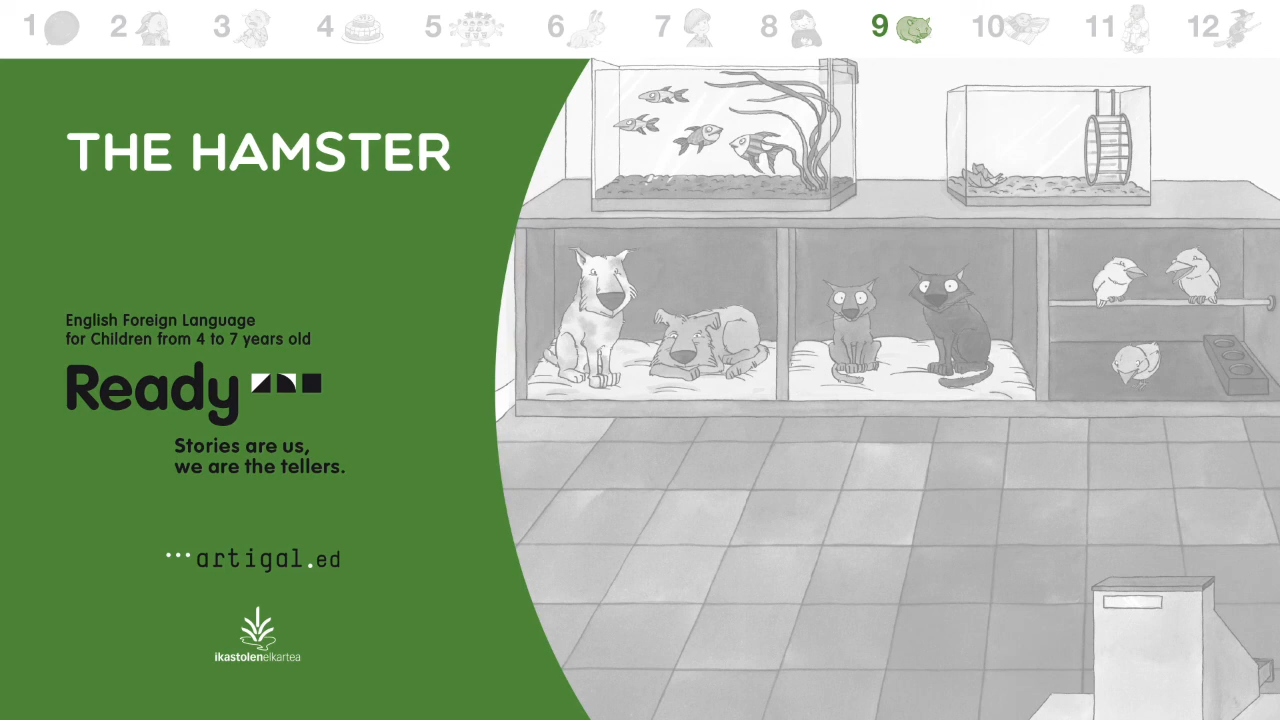 1 2 3 4 5 6 7 8 9 10 11 12
THE HAMSTER
English Foreign Language
for Children from 4 to 7 years old
Ready
Stories are us,
we are the tellers.
...artigal.ed
ikastolenelkartea